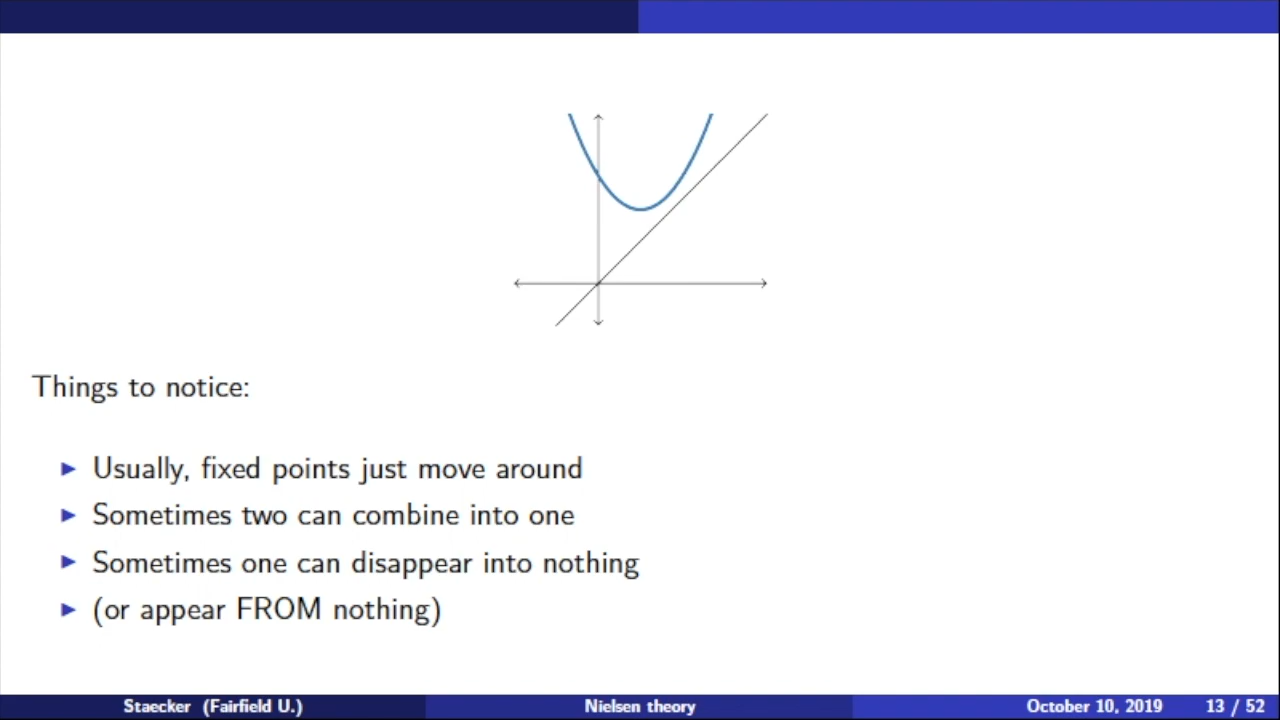 Things to notice:
Usually, fixed points just move around
Sometimes two can combine into one
Sometimes one can disappear into nothing
(or appear FROM nothing)
Staecker (Fairfield U.) Nielsen theory October 10, 2019 13 / 52